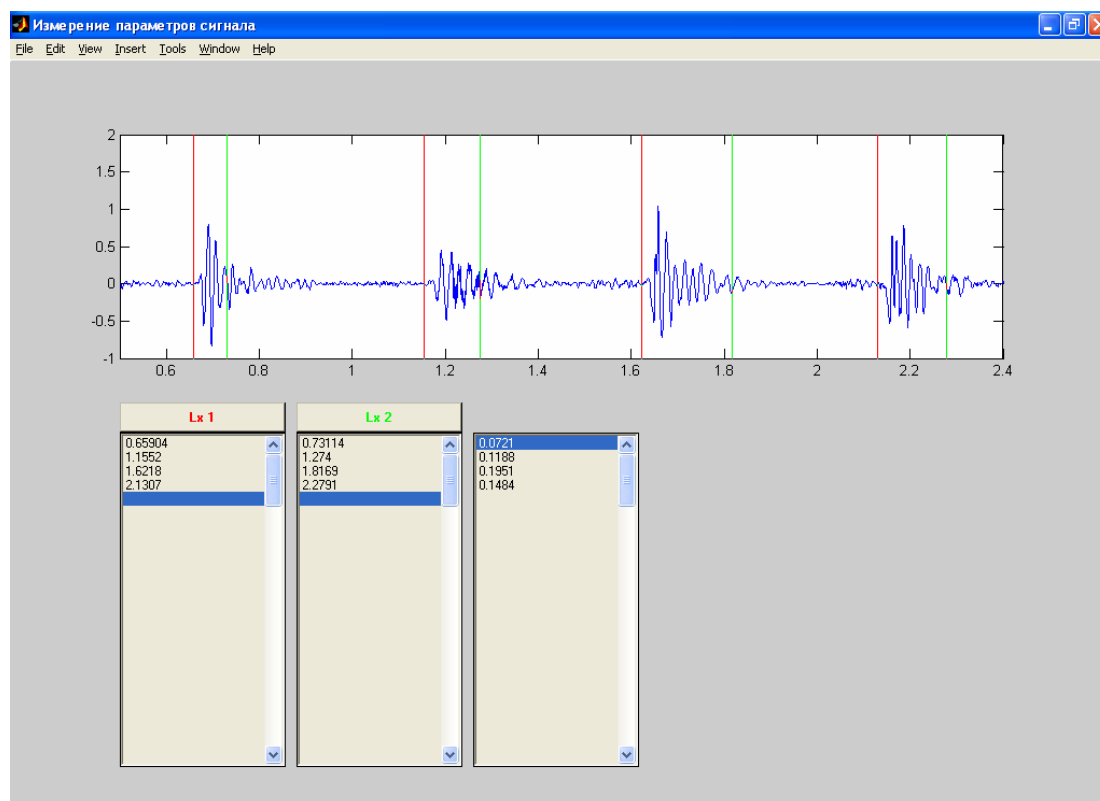 Измерение параметров сигнала
File Edit View Insert Tools Window Help
2
1.5
1
0.5
0
-0.5
-1
0.6 0.8 1 1.2 1.4 1.6 1.8 2 2.2 2.4
Lx 1 Lx 2
0.65904 0.73114 0.0721
1.1552 1.274 0.1188
1.6218 1.8169 0.1951
2.1307 2.2791 0.1484